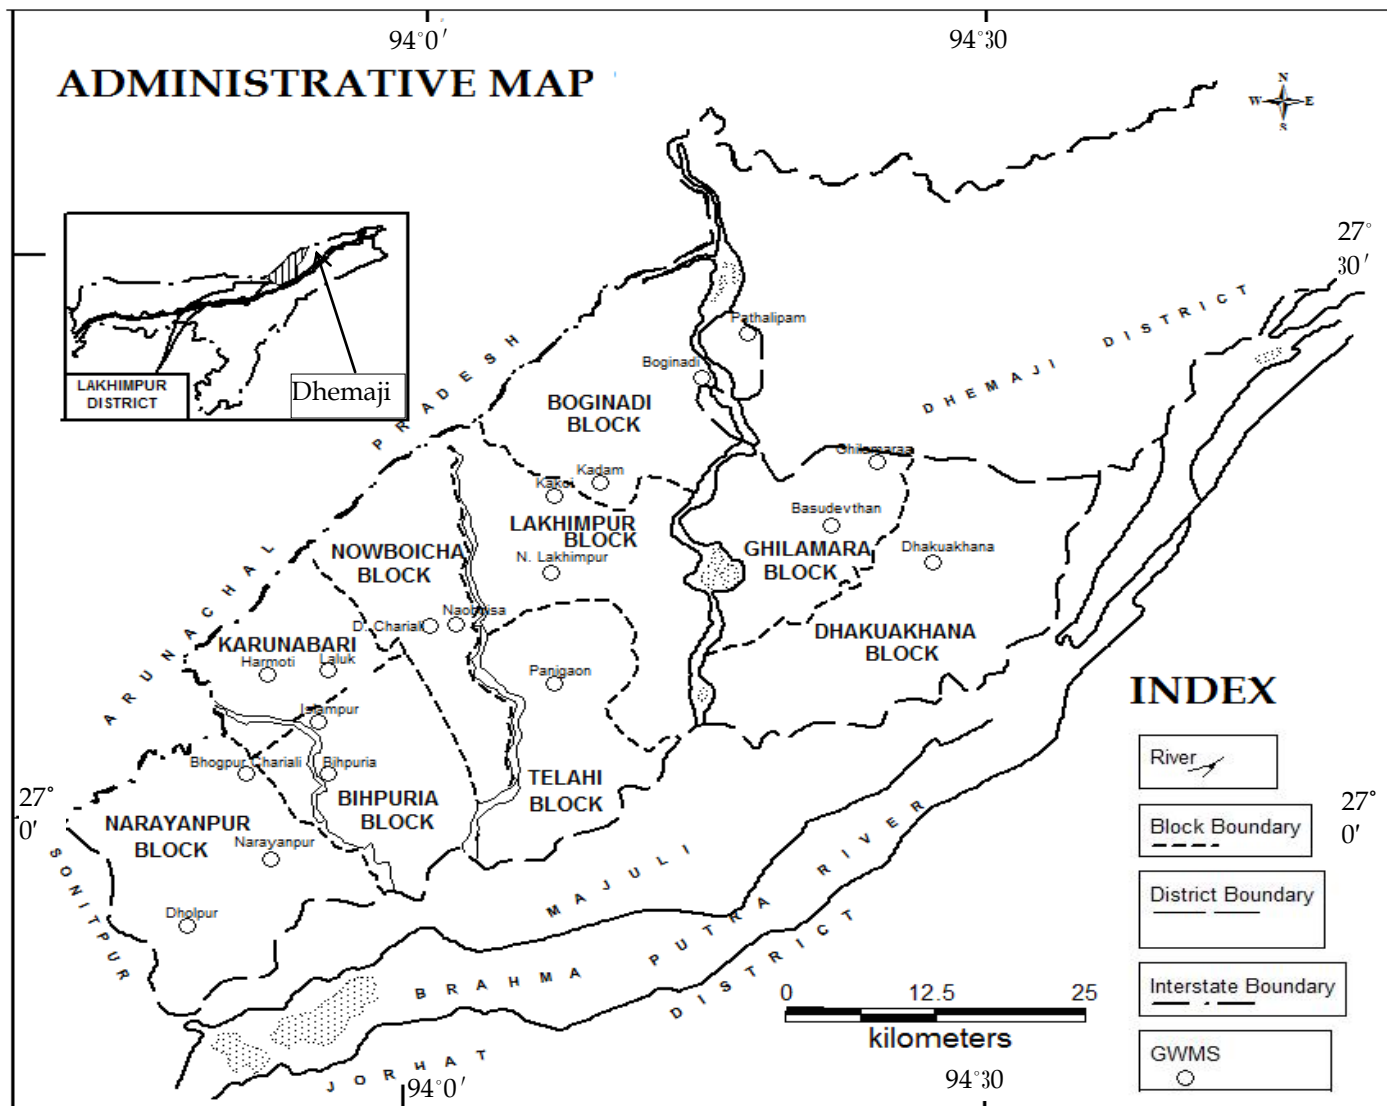 94°0′
94°30
ADMINISTRATIVE MAP
N
W
E
S
27°
30′
LAKHIMPUR
DISTRICT
Dhemaji
ARUNACHAL PRADESH
DHEMAJI DISTRICT
Pathalipam
Boginadi
BOGINADI
BLOCK
Kadam
Kakoi
Ghilamaraa
LAKHIMPUR
BLOCK
Basudevthan
NOWBOICHA
BLOCK
N. Lakhimpur
GHILAMARA
BLOCK
Dhakuakhana
D. Chariali
KARUNABARI
Harmoti
Laluk
DHAKUAKHANA
BLOCK
Panigaon
Islampur
Bhogpur Chariali
Bihpuria
TELAHI
BLOCK
BIHPURIA
BLOCK
NARAYANPUR
BLOCK
Narayanpur
Dholpur
27°
0′
SONITPUR
MAJULI
BRAHMA PUTRA RIVER
JORHAT DISTRICT
INDEX
River
Block Boundary
27°
0′
District Boundary
Interstate Boundary
GWMS
0 12.5 25
kilometers
94°0′
94°30